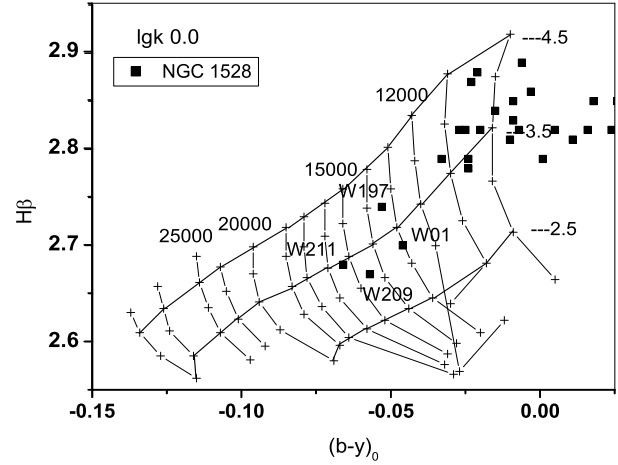 lgk 0.0
NGC 1528
---4.5
12000
---3.5
15000
W197
20000
25000
W211
W01
---2.5
W209
2.9
2.8
2.7
2.6
Hβ
-0.15
-0.10
-0.05
0.00
(b-y)₀